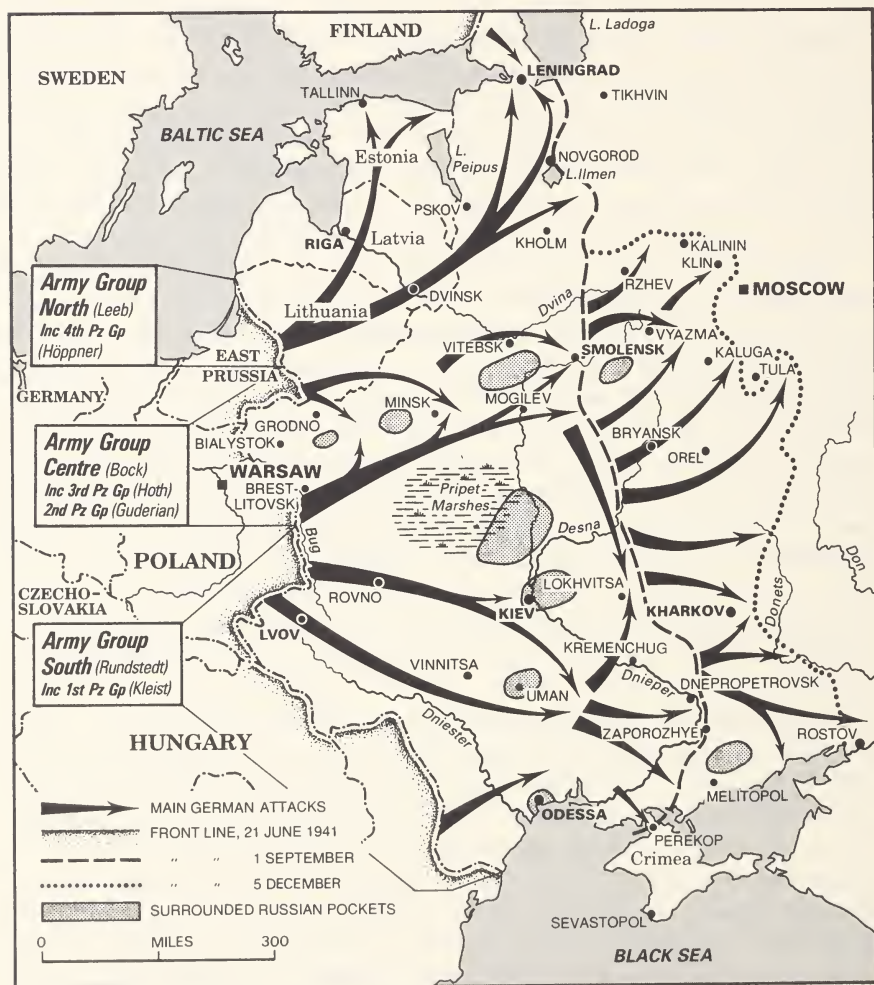 FINLAND
L. Ladoga
SWEDEN
LENINGRAD
TALLINN
TIKHVIN
BALTIC SEA
Estonia
L.
Peipus
NOVGOROD
L.Ilmen
PSKOV
RIGA
Latvia
KHOLM
KALININ
KLIN
Army Group
North (Leeb)
Inc 4th Pz Gp
(Höppner)
DVINSK
Dvina
RZHEV
MOSCOW
Lithuania
VITEBSK
VYAZMA
SMOLENSK
KALUGA
TULA
EAST
PRUSSIA
GERMANY
MINSK
MOGILEV
GRODNO
BIALYSTOK
BRYANSK
OREL
Army Group
Centre (Bock)
Inc 3rd Pz Gp (Hoth)
2nd Pz Gp (Guderian)
WARSAW
BREST-
LITOVSK
Pripet
Marshes
Desna
Bug
POLAND
Don
CZECHO-
SLOVAKIA
ROVNO
KIEV
LOKHVITSA
KHARKOV
Donets
LVOV
Army Group
South (Rundstedt)
Inc 1st Pz Gp (Kleist)
VINNITSA
KREMENCHUG
UMAN
Dnieper
DNEPROPETROVSK
Dniester
ZAPOROZHYE
ROSTOV
HUNGARY
MELITOPOL
ODESSA
PEREKOP
Crimea
SEVASTOPOL
BLACK SEA
MAIN GERMAN ATTACKS
FRONT LINE, 21 JUNE 1941
" " 1 SEPTEMBER
" " 5 DECEMBER
SURROUNDED RUSSIAN POCKETS
0 MILES 300